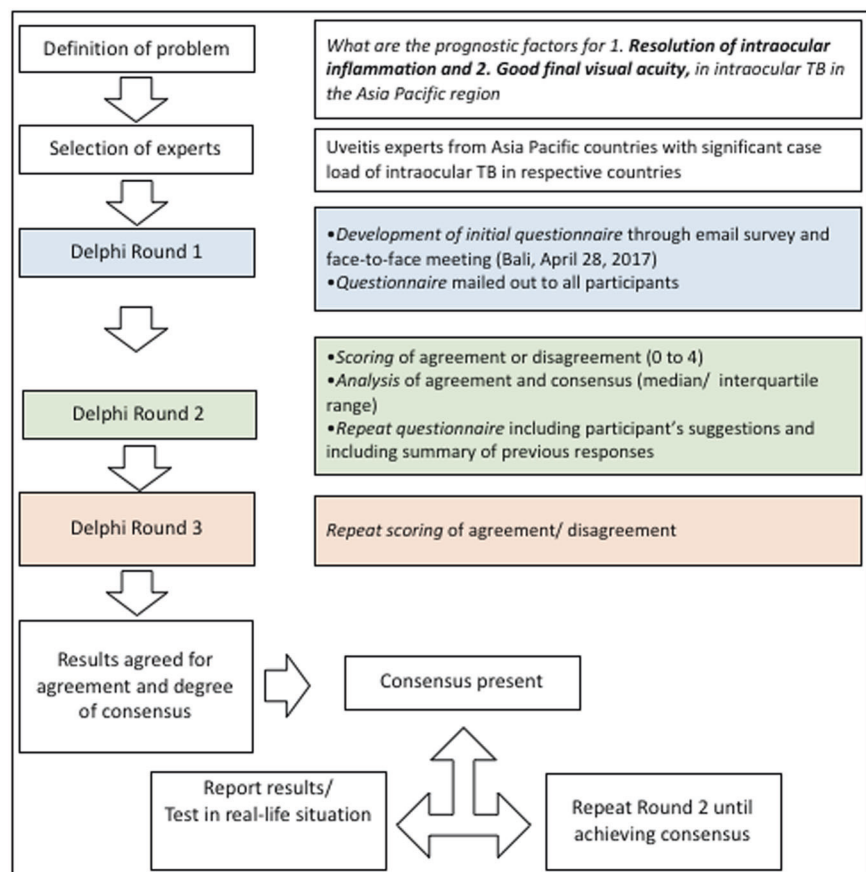 Definition of problem
What are the prognostic factors for 1. Resolution of intraocular
inflammation and 2. Good final visual acuity, in intraocular TB in
the Asia Pacific region
Selection of experts
Uveitis experts from Asia Pacific countries with significant case
load of intraocular TB in respective countries
Delphi Round 1
•Development of initial questionnaire through email survey and
face-to-face meeting (Bali, April 28, 2017)
•Questionnaire mailed out to all participants
Delphi Round 2
•Scoring of agreement or disagreement (0 to 4)
•Analysis of agreement and consensus (median/ interquartile
range)
•Repeat questionnaire including participant's suggestions and
including summary of previous responses
Delphi Round 3
Repeat scoring of agreement/ disagreement
Results agreed for
agreement and degree
of consensus
Consensus present
Report results/
Test in real-life situation
Repeat Round 2 until
achieving consensus